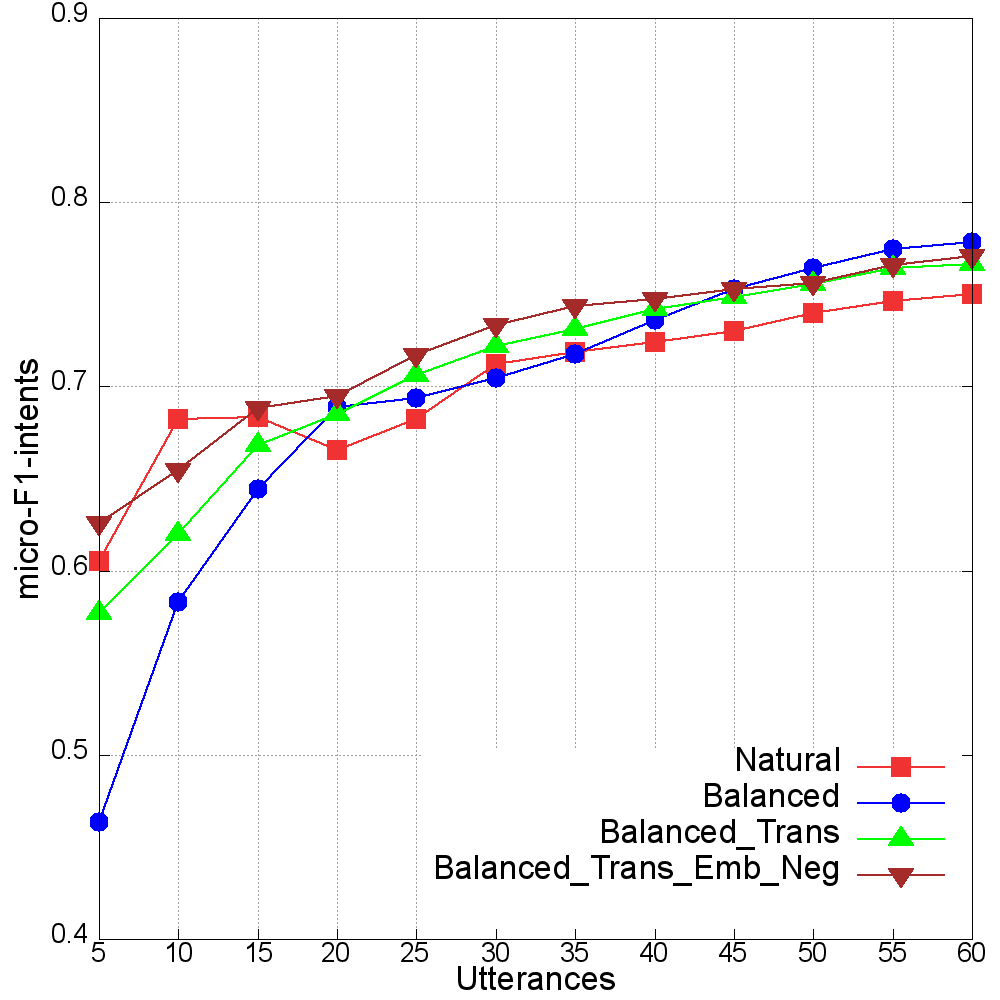 0.9
0.8
0.7
0.6
0.5
0.4
micro-F1-intents
Natural
Balanced
Balanced_Trans
Balanced_Trans_Emb_Neg
5 10 15 20 25 30 35 40 45 50 55 60
Utterances